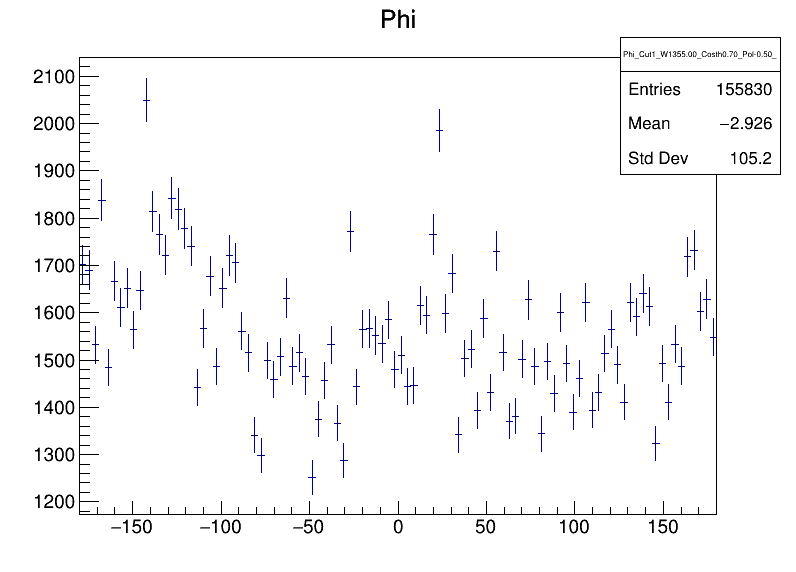 Phi
Phi_Cut1_W1355.00_Costh0.70_Pol-0.50_
Entries 155830
Mean −2.926
Std Dev 105.2
2100
2000
1900
1800
1700
1600
1500
1400
1300
1200
−150 −100 −50 0 50 100 150